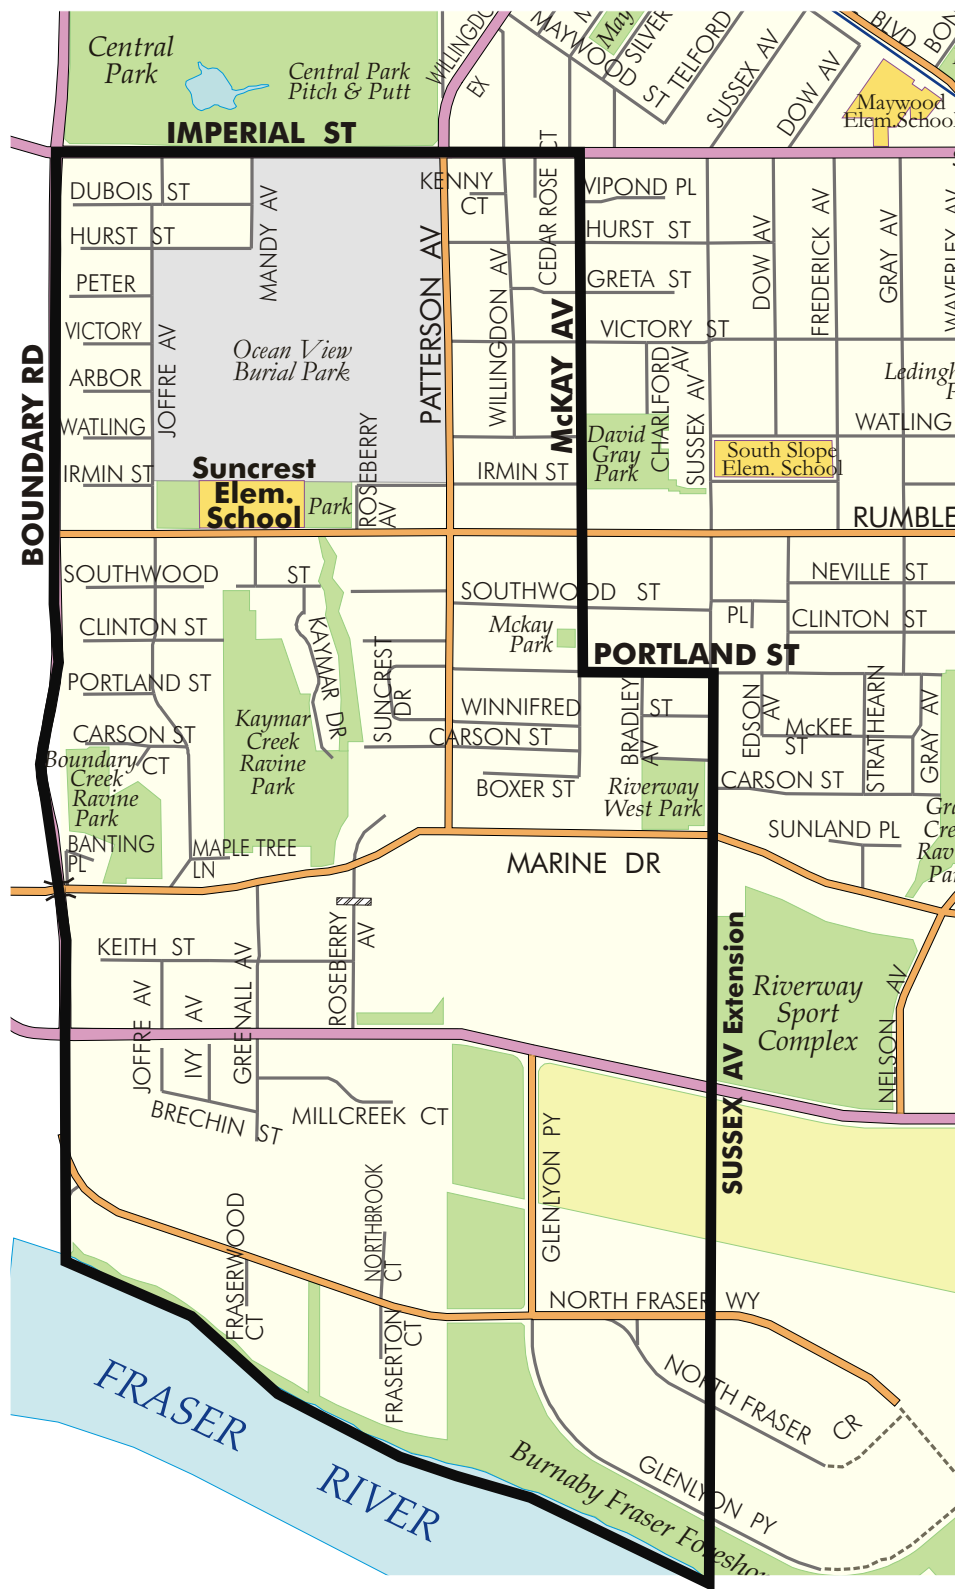 Central
Park
Central Park
Pitch & Putt
EX
MAYWOOD ST
SILVER
TELFORD
SUSSEX AV
DOW AV
BLVD
Maywood
Elem.School
IMPERIAL ST
DUBOIS ST
HURST ST
PETER
VICTORY
ARBOR
WATLING
IRMIN ST
MANDY AV
JOFFRE AV
Ocean View
Burial Park
PATTERSON AV
KENNY
CT
CEDAR ROSE CT
WILLINGDON AV
McKAY AV
VIPOND PL
HURST ST
GRETA ST
VICTORY ST
DOW AV
FREDERICK AV
GRAY AV
WAVERLEY AV
CHARLFORD
AV
SUSSEX AV
WATLING
David
Gray
Park
South Slope
Elem. School
BOUNDARY RD
Suncrest
Elem.
School
Park
ROSEBERRY
AV
IRMIN ST
RUMBLE
SOUTHWOOD ST
CLINTON ST
PORTLAND ST
CARSON ST
CT
KAYMAR DR
SUNCREST
DR
Kaymar
Creek
Ravine
Park
Boundary
Creek
Ravine
Park
BANTING
PL
MAPLE TREE
LN
SOUTHWOOD ST
Mckay
Park
WINNIFRED ST
CARSON ST
BOXER ST
BRADLEY
AV
Riverway
West Park
PORTLAND ST
NEVILLE ST
PL
CLINTON ST
EDSON
AV
McKEE
ST
STRATHEARN
GRAY AV
CARSON ST
SUNLAND PL
MARINE DR
KEITH ST
JOFFRE AV
IVY AV
GREENALL AV
ROSEBERRY
AV
BRECHIN ST
MILLCREEK CT
SUSSEX AV Extension
Riverway
Sport
Complex
NELSON AV
GLENLYON PY
FRASERWOOD
CT
NORTHBROOK
CT
FRASERTON
CT
NORTH FRASER WY
NORTH FRASER CR
GLENLYON PY
Burnaby Fraser Foresho
FRASER
RIVER